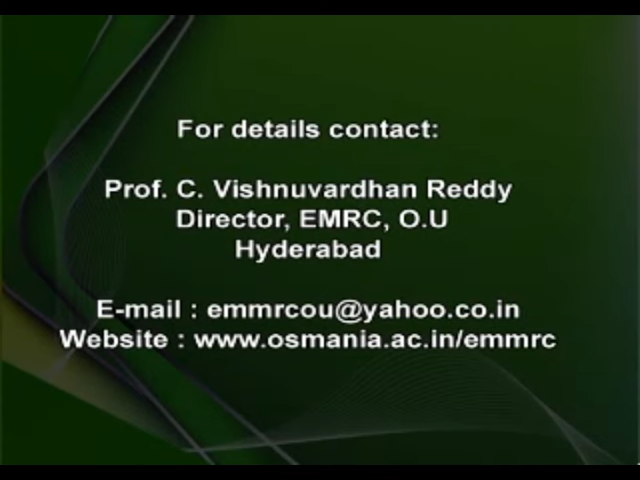 For details contact:
Prof. C. Vishnuvardhan Reddy
Director, EMRC, O.U
Hyderabad
E-mail : emmrcou@yahoo.co.in
Website : www.osmania.ac.in/emmrc